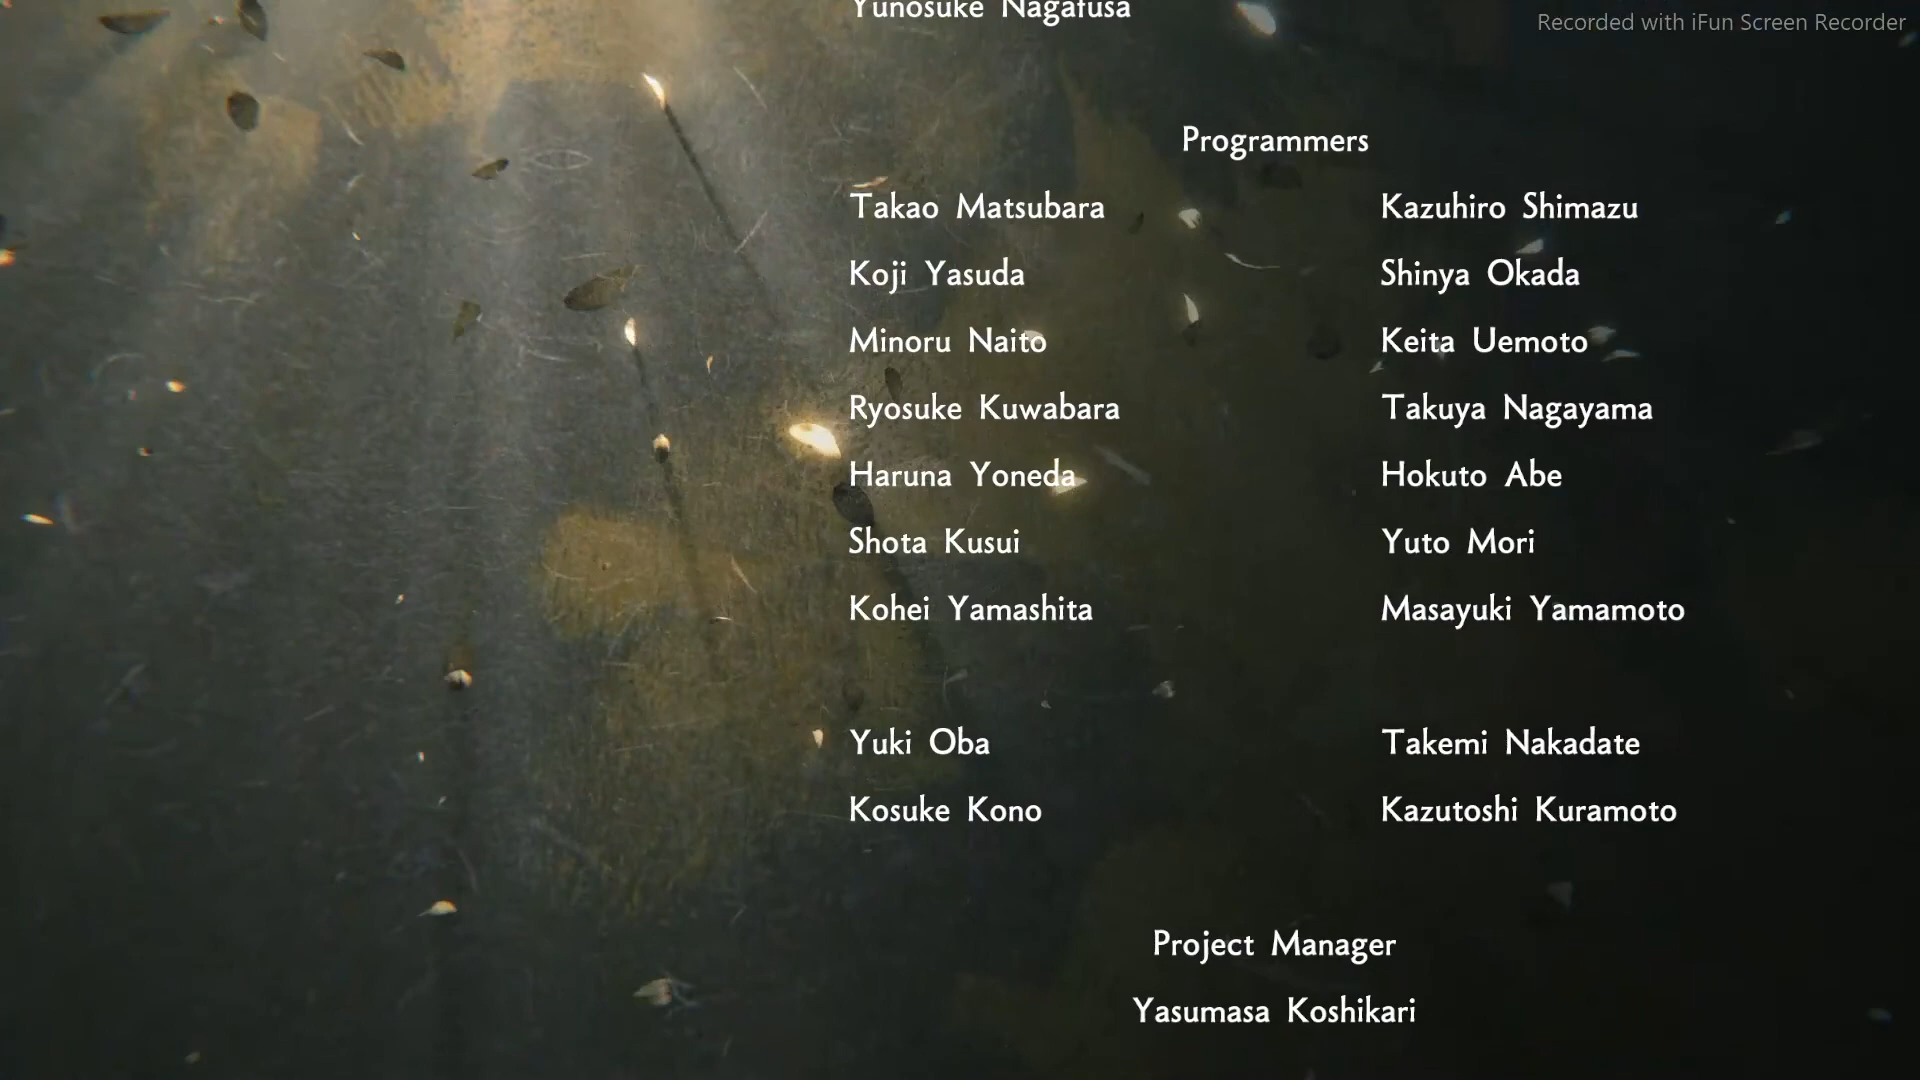 Yunosuke Nagafusa
Recorded with iFun Screen Recorder
Programmers
Takao Matsubara Kazuhiro Shimazu
Koji Yasuda Shinya Okada
Minoru Naito Keita Uemoto
Ryosuke Kuwabara Takuya Nagayama
Haruna Yoneda Hokuto Abe
Shota Kusui Yuto Mori
Kohei Yamashita Masayuki Yamamoto
Yuki Oba Takemi Nakadate
Kosuke Kono Kazutoshi Kuramoto
Project Manager
Yasumasa Koshikari